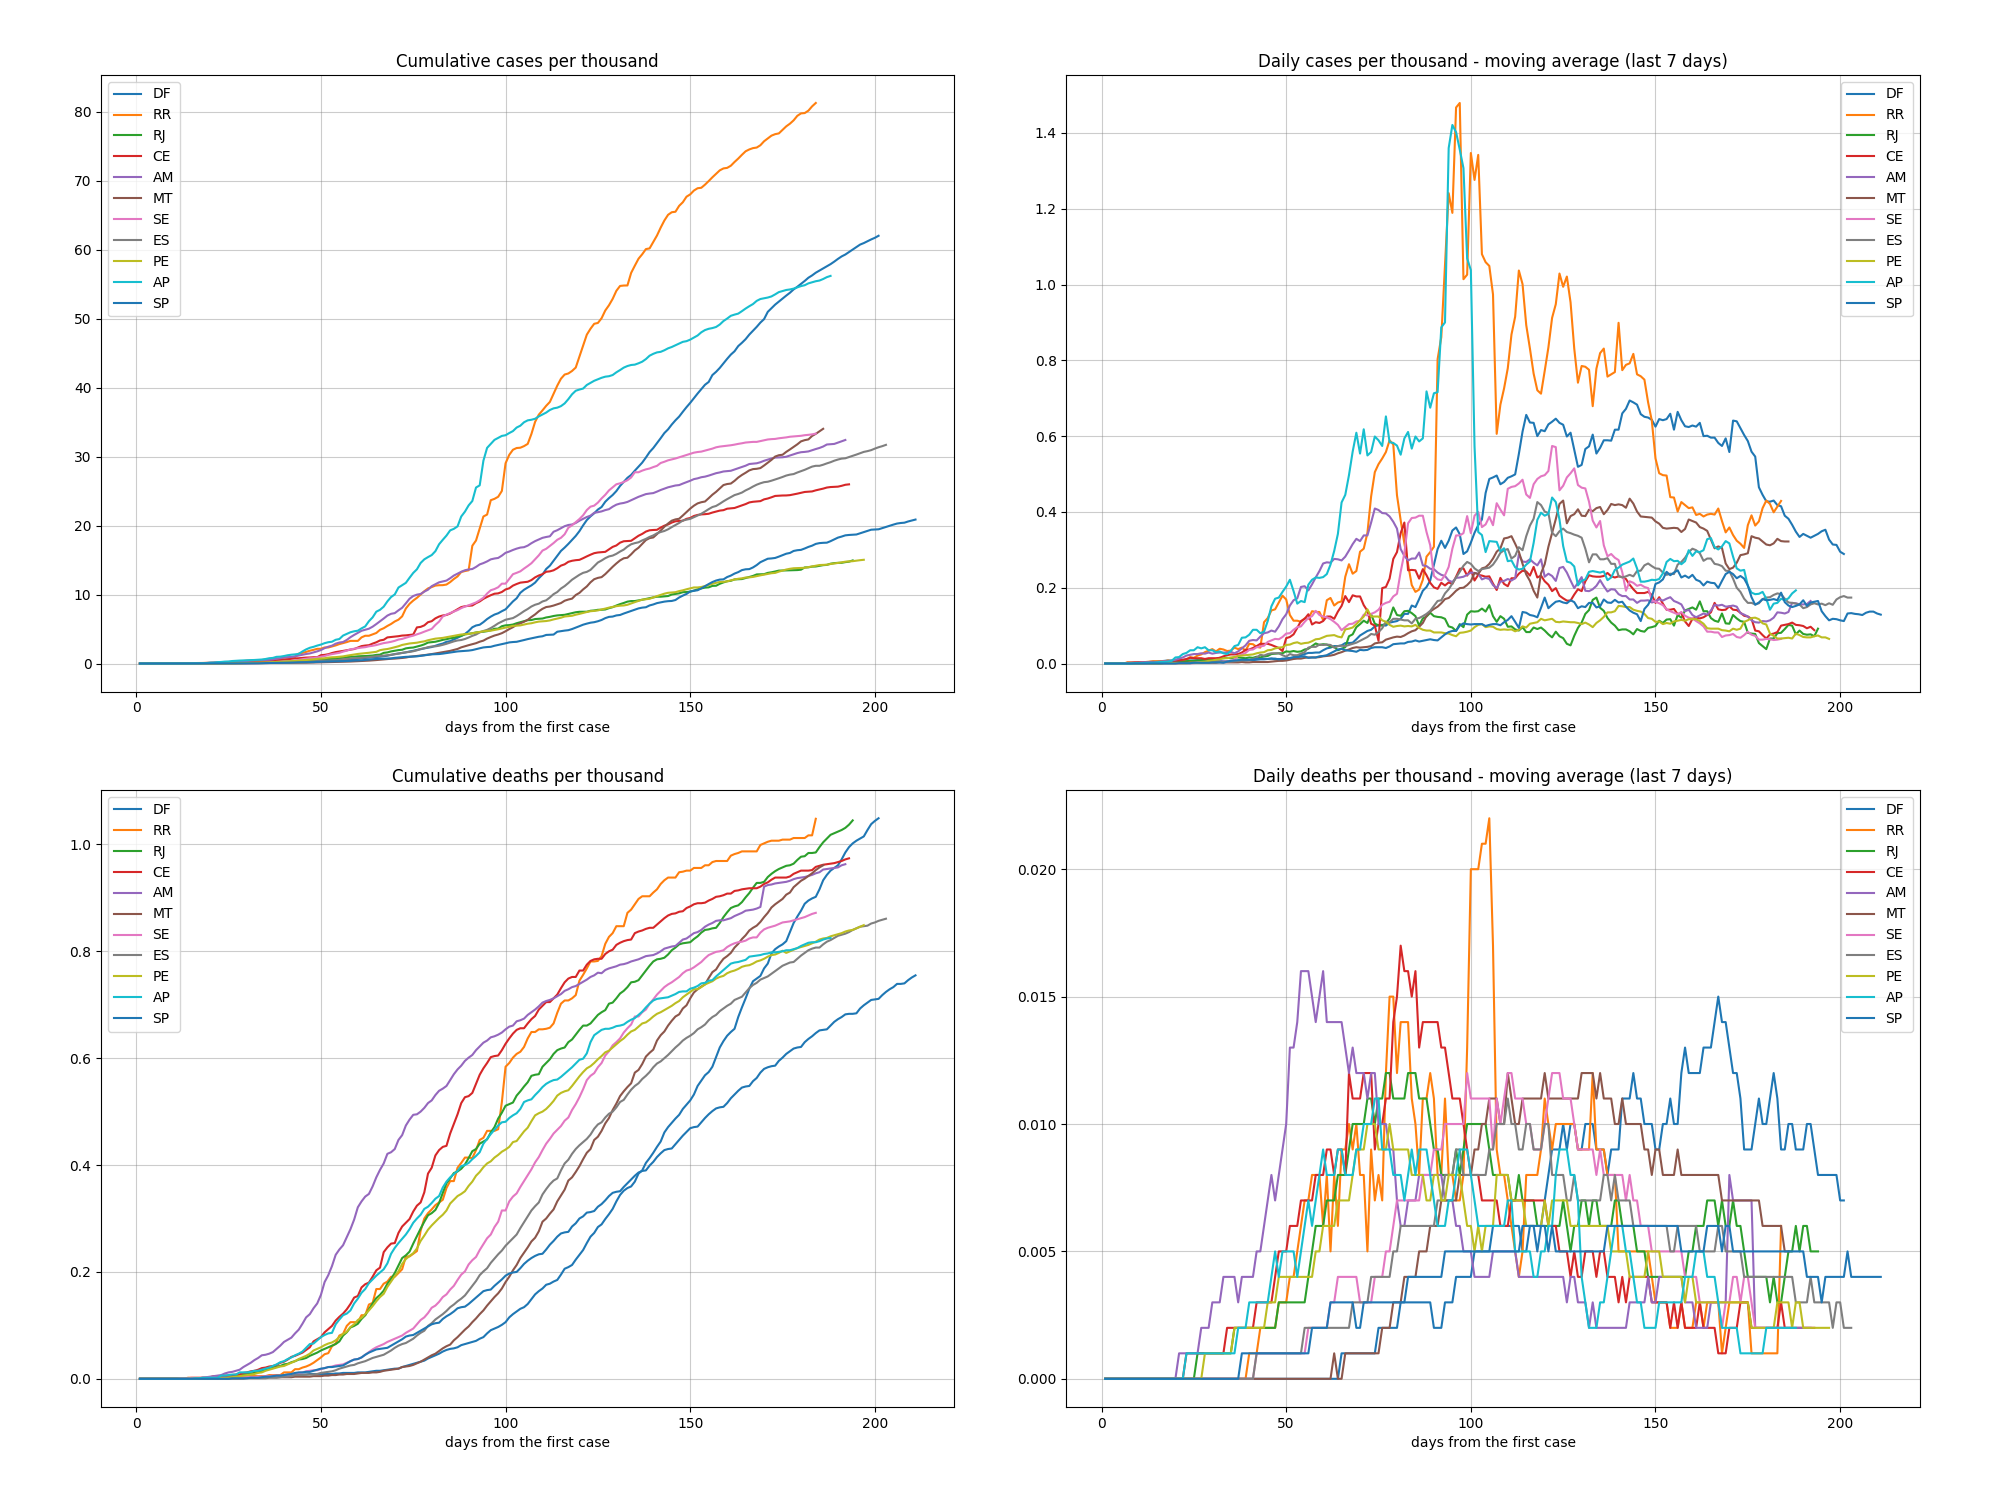 Cumulative cases per thousand
80
70
60
50
40
30
20
10
0
DF
RR
RJ
CE
AM
MT
SE
ES
PE
AP
SP
0 50 100 150 200
days from the first case
Daily cases per thousand - moving average (last 7 days)
1.4
1.2
1.0
0.8
0.6
0.4
0.2
0.0
DF
RR
RJ
CE
AM
MT
SE
ES
PE
AP
SP
0 50 100 150 200
days from the first case
Cumulative deaths per thousand
1.0
0.8
0.6
0.4
0.2
0.0
DF
RR
RJ
CE
AM
MT
SE
ES
PE
AP
SP
0 50 100 150 200
days from the first case
Daily deaths per thousand - moving average (last 7 days)
0.020
0.015
0.010
0.005
0.000
DF
RR
RJ
CE
AM
MT
SE
ES
PE
AP
SP
0 50 100 150 200
days from the first case